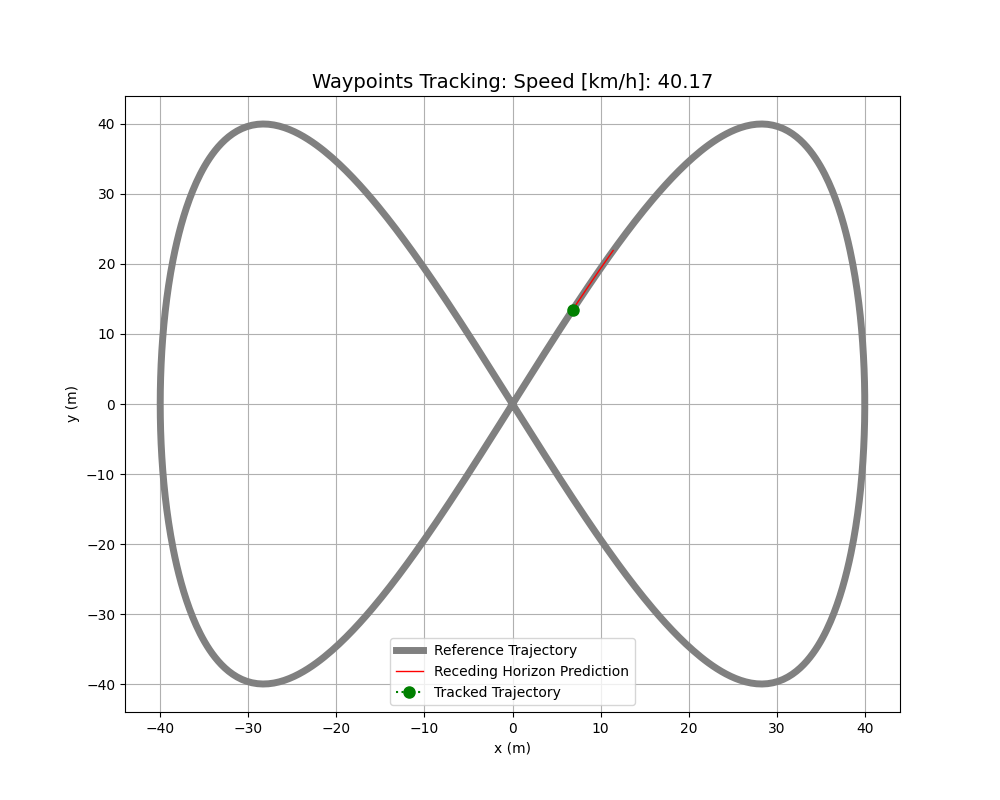 Waypoints Tracking: Speed [km/h]: 40.17
40
30
20
10
0
−10
−20
−30
−40
y (m)
Reference Trajectory
Receding Horizon Prediction
Tracked Trajectory
−40 −30 −20 −10 0 10 20 30 40
x (m)